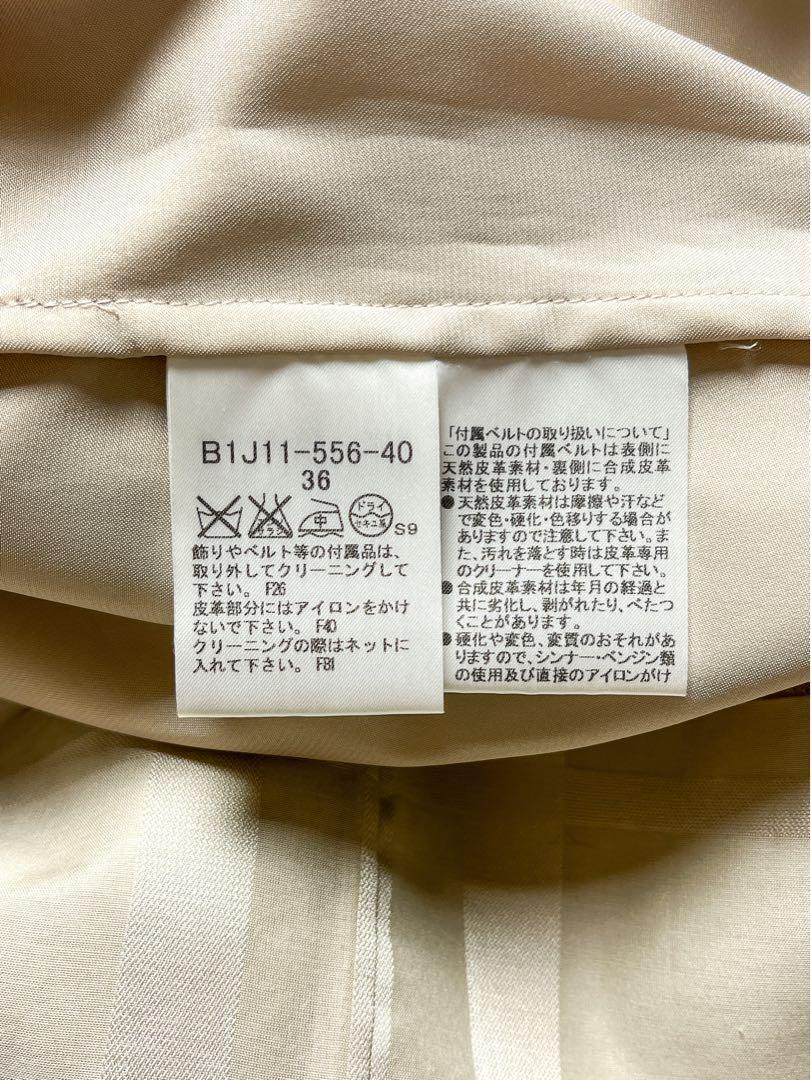 B1J11-556-40
36
サラシ
中
ドライ
セキユ系
S9
飾りやベルト等の付属品は、
取り外してクリーニングして
下さい。 F26
皮革部分にはアイロンをかけ
ないで下さい。 F40
クリーニングの際はネットに
入れて下さい。 F81
「付属ベルトの取り扱いについて」
この製品の付属ベルトは表側に
天然皮革素材・裏側に合成皮革
素材を使用しております。
●天然皮革素材は摩擦や汗など
で変色・硬化・色移りする場合が
ありますので注意して下さい。ま
た、汚れを落とす時は皮革専用
のクリーナーを使用して下さい。
●合成皮革素材は年月の経過と
共に劣化し、剥がれたり、べたつ
くことがあります。
●硬化や変色、変質のおそれがあ
りますので、シンナー・ベンジン類
の使用及び直接のアイロンがけ